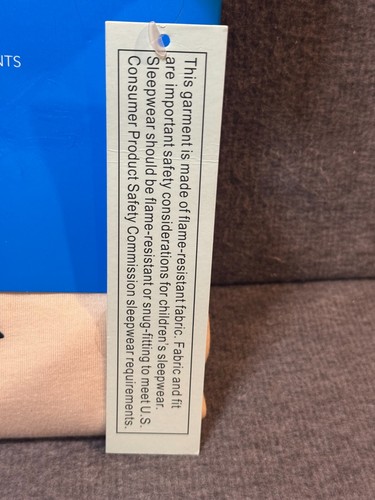 NTS
This garment is made of flame-resistant fabric. Fabric and fit
are important safety considerations for children's sleepwear.
Sleepwear should be flame-resistant or snug-fitting to meet U.S.
Consumer Product Safety Commission sleepwear requirements.